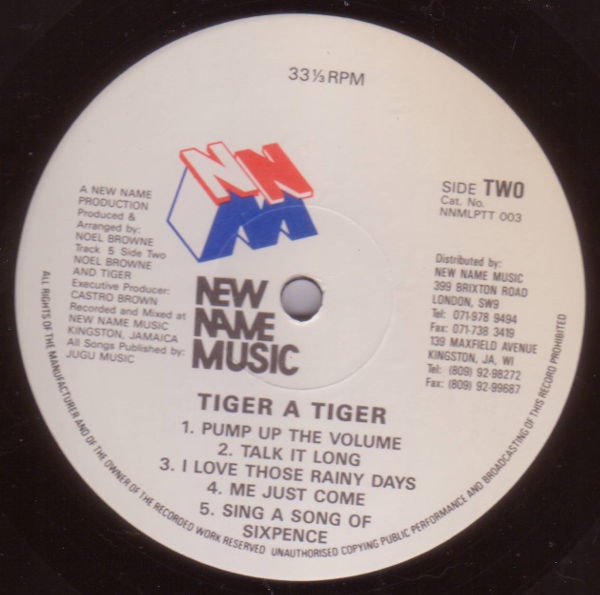 33⅓ RPM
NNM
A NEW NAME
PRODUCTION
Produced &
Arranged by:
NOEL BROWNE
Track 5 Side Two
NOEL BROWNE
AND TIGER
Executive Producer:
CASTRO BROWN
Recorded and Mixed at
NEW NAME MUSIC
KINGSTON, JAMAICA
All Songs Published by:
JUGU MUSIC
NEW
NAME
MUSIC
SIDE TWO
Cat. No.
NNMLPTT 003
Distributed by:
NEW NAME MUSIC
399 BRIXTON ROAD
LONDON, SW9
Tel: 071-978 9494
Fax: 071-738 3419
139 MAXFIELD AVENUE
KINGSTON, JA, WI
Tel: (809) 92-98272
Fax: (809) 92-99687
TIGER A TIGER
1. PUMP UP THE VOLUME
2. TALK IT LONG
3. I LOVE THOSE RAINY DAYS
4. ME JUST COME
5. SING A SONG OF
SIXPENCE
ALL RIGHTS OF THE MANUFACTURER AND OF THE OWNER OF THE RECORDED WORK RESERVED UNAUTHORISED COPYING PUBLIC PERFORMANCE AND BROADCASTING OF THIS RECORD PROHIBITED